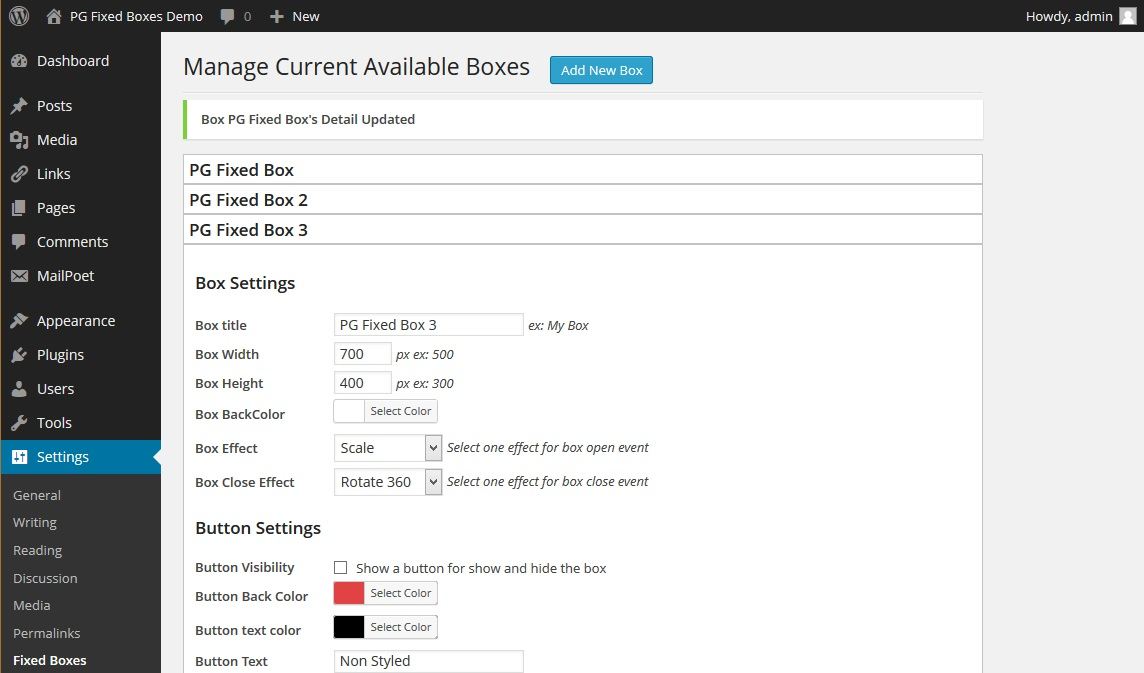 PG Fixed Boxes Demo 0 New Howdy, admin
Dashboard
Posts
Media
Links
Pages
Comments
MailPoet
Appearance
Plugins
Users
Tools
Settings
General
Writing
Reading
Discussion
Media
Permalinks
Fixed Boxes
Manage Current Available Boxes Add New Box
Box PG Fixed Box's Detail Updated
PG Fixed Box
PG Fixed Box 2
PG Fixed Box 3
Box Settings
Box title PG Fixed Box 3 ex: My Box
Box Width 700 px ex: 500
Box Height 400 px ex: 300
Box BackColor Select Color
Box Effect Scale Select one effect for box open event
Box Close Effect Rotate 360 Select one effect for box close event
Button Settings
Button Visibility Show a button for show and hide the box
Button Back Color Select Color
Button text color Select Color
Button Text Non Styled